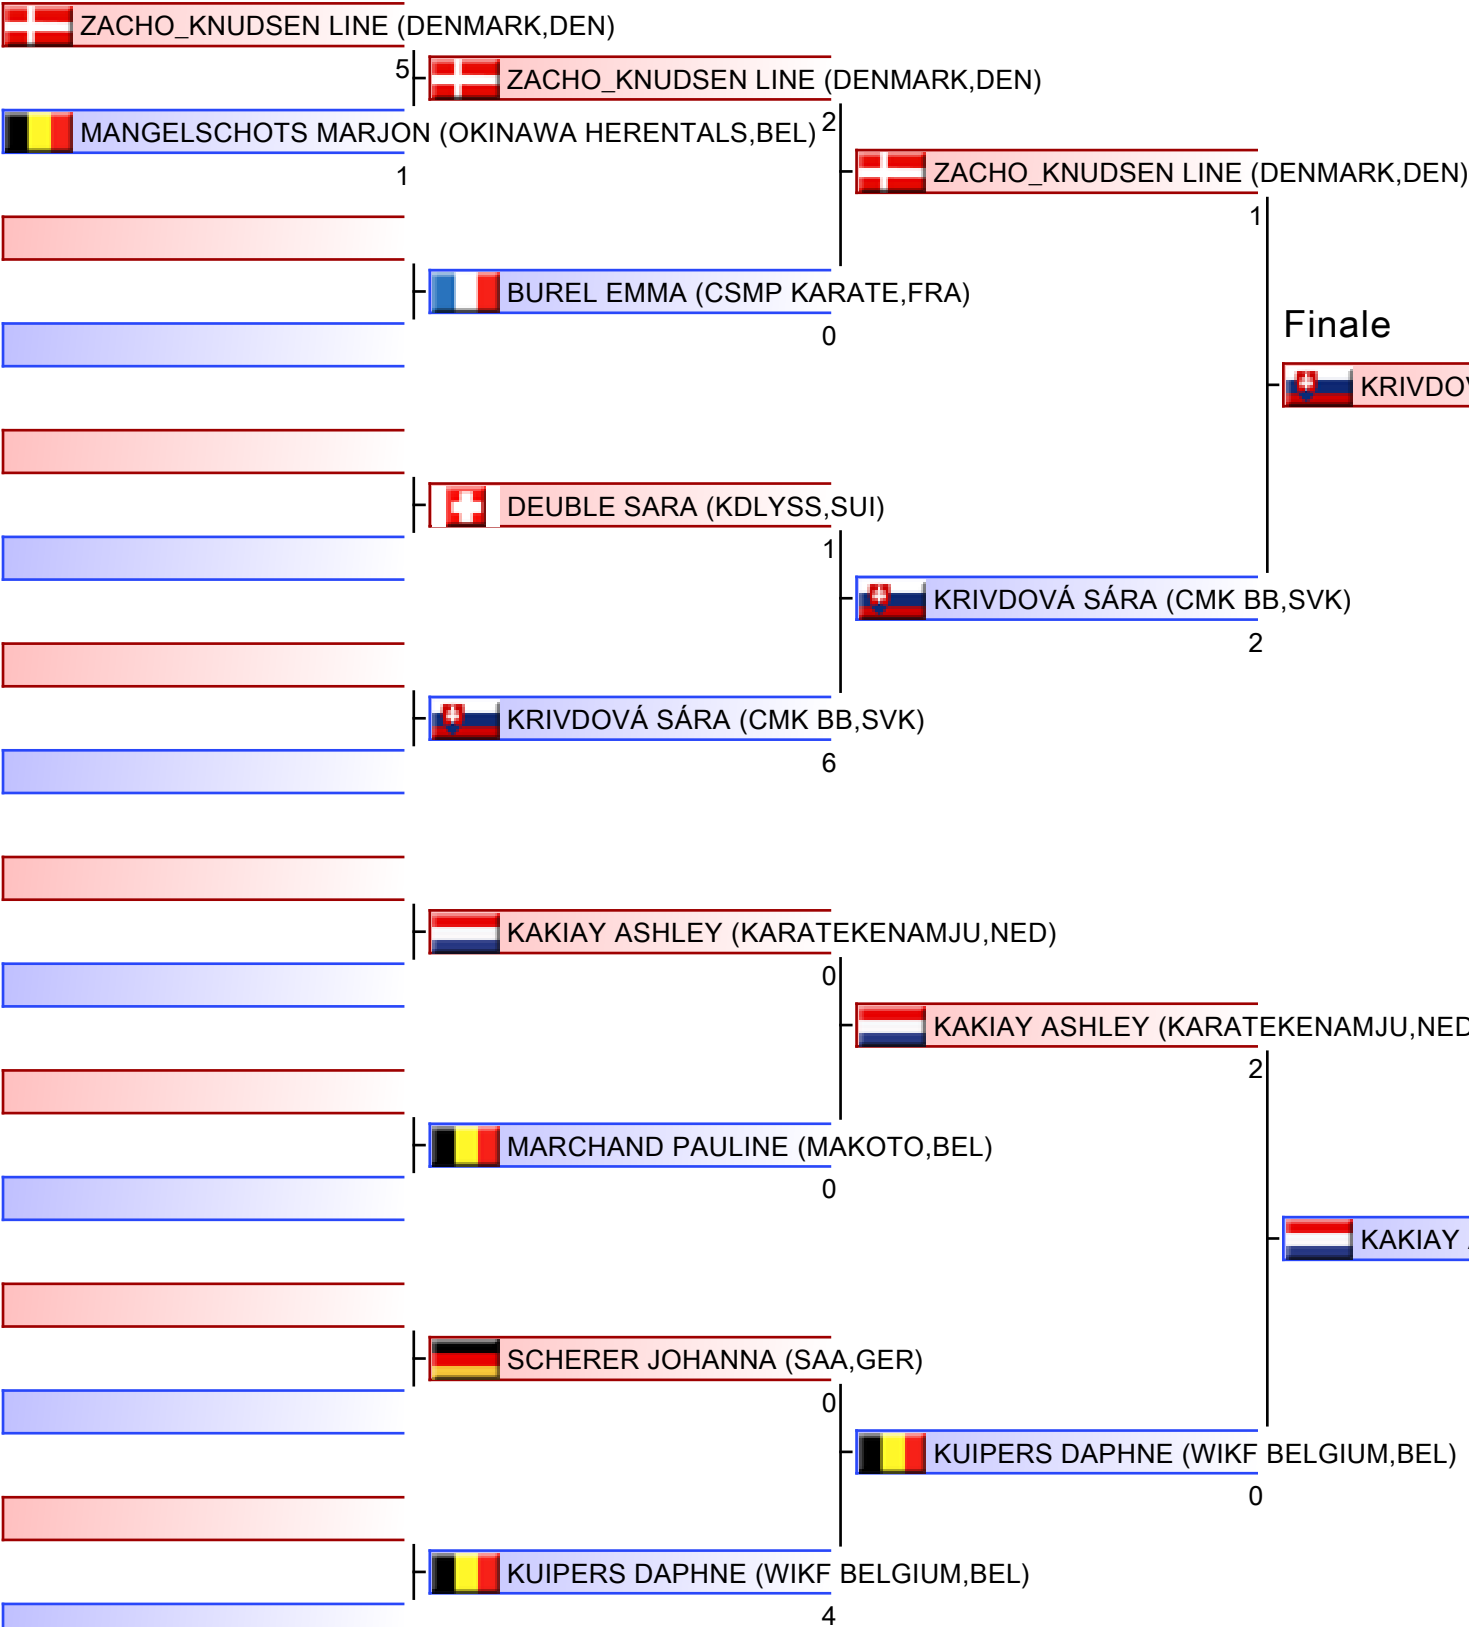 ZACHO_KNUDSEN LINE (DENMARK,DEN)
5
ZACHO_KNUDSEN LINE (DENMARK,DEN)
MANGELSCHOTS MARJON (OKINAWA HERENTALS,BEL)
2
1
ZACHO_KNUDSEN LINE (DENMARK,DEN)
1
BUREL EMMA (CSMP KARATE,FRA)
0
Finale
KRIVDOV
DEUBLE SARA (KDLYSS,SUI)
1
KRIVDOVÁ SÁRA (CMK BB,SVK)
2
KRIVDOVÁ SÁRA (CMK BB,SVK)
6
KAKIAY ASHLEY (KARATEKENAMJU,NED)
0
KAKIAY ASHLEY (KARATEKENAMJU,NED
2
MARCHAND PAULINE (MAKOTO,BEL)
0
KAKIAY
SCHERER JOHANNA (SAA,GER)
0
KUIPERS DAPHNE (WIKF BELGIUM,BEL)
0
KUIPERS DAPHNE (WIKF BELGIUM,BEL)
4